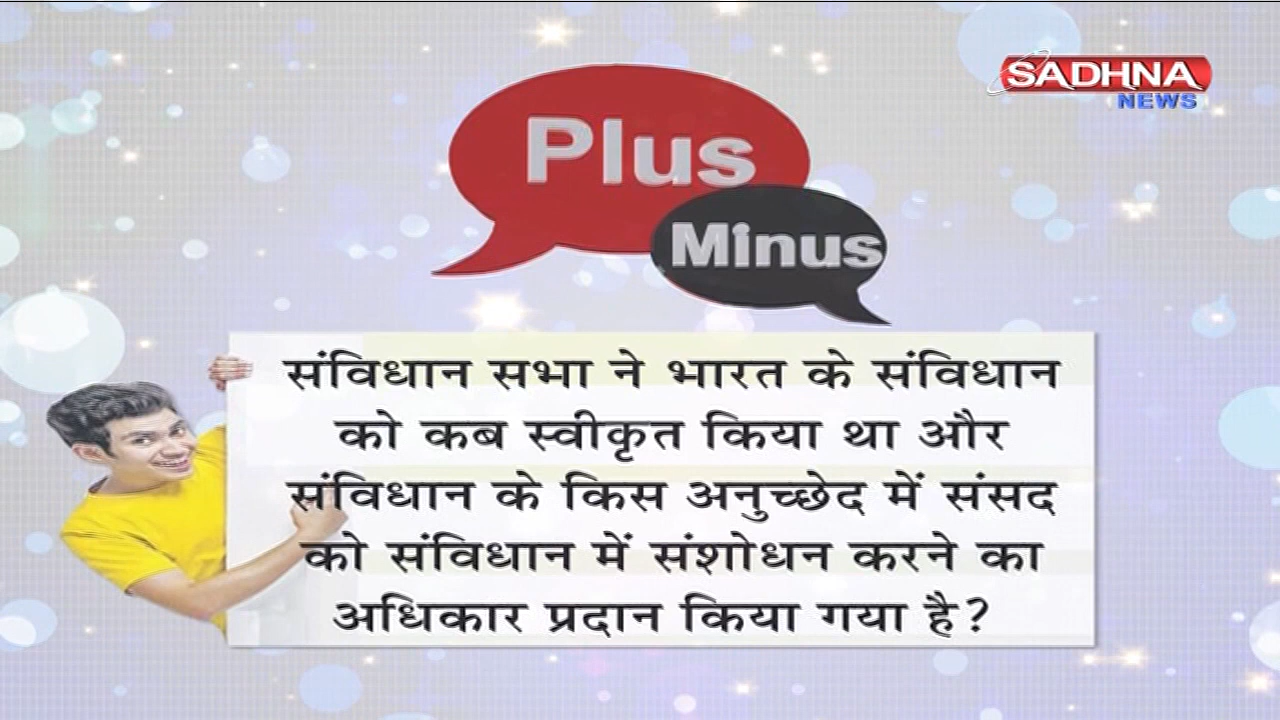 SADHNA
NEWS
Plus
Minus
संविधान सभा ने भारत के संविधान
को कब स्वीकृत किया था और
संविधान के किस अनुच्छेद में संसद
को संविधान में संशोधन करने का
अधिकार प्रदान किया गया है?